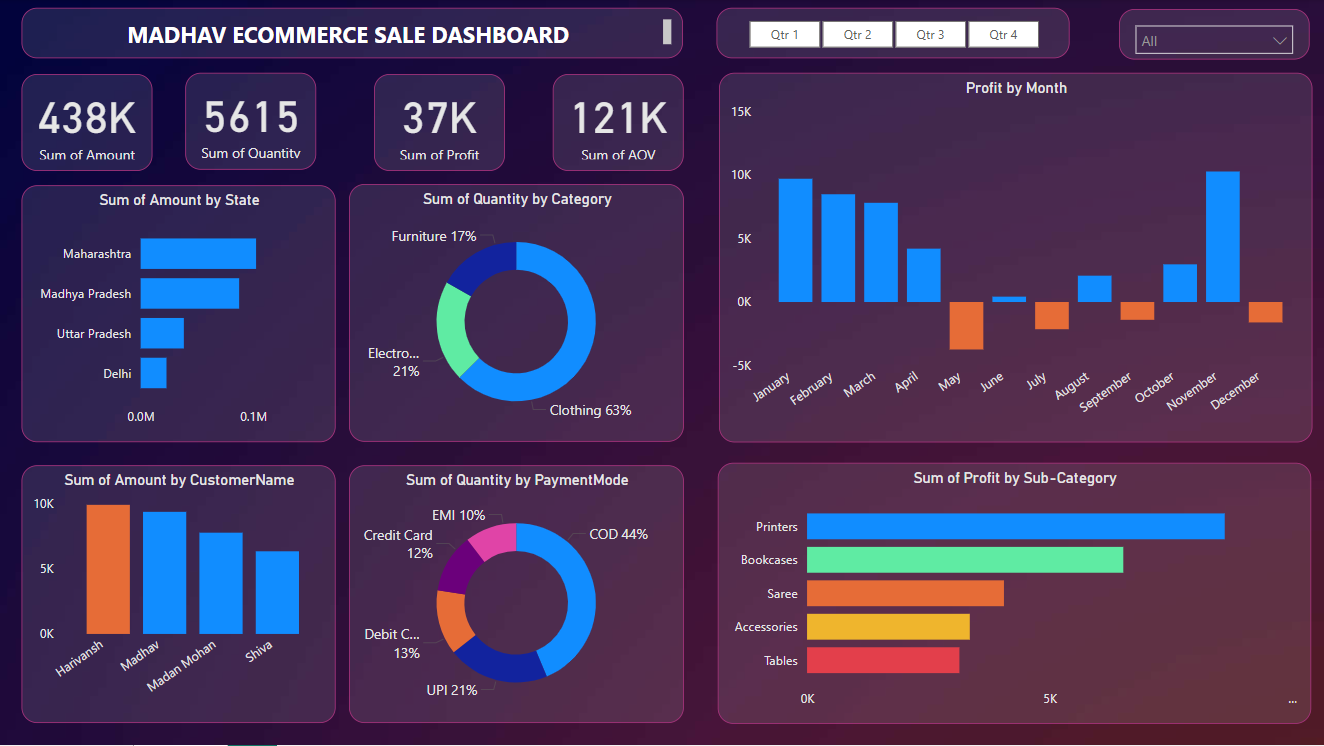 MADHAV ECOMMERCE SALE DASHBOARD
Qtr 1 Qtr 2 Qtr 3 Qtr 4
All
438K
Sum of Amount
5615
Sum of Quantity
37K
Sum of Profit
121K
Sum of AOV
Profit by Month
15K
10K
5K
0K
-5K
January February March April May June July August September October November December
Sum of Amount by State
Maharashtra
Madhya Pradesh
Uttar Pradesh
Delhi
0.0M 0.1M
Sum of Quantity by Category
Furniture 17%
Electro...
21%
Clothing 63%
Sum of Amount by CustomerName
10K
5K
0K
Harivansh Madhav Madan Mohan Shiva
Sum of Quantity by PaymentMode
EMI 10%
COD 44%
Credit Card
12%
Debit C...
13%
UPI 21%
Sum of Profit by Sub-Category
Printers
Bookcases
Saree
Accessories
Tables
0K 5K ...